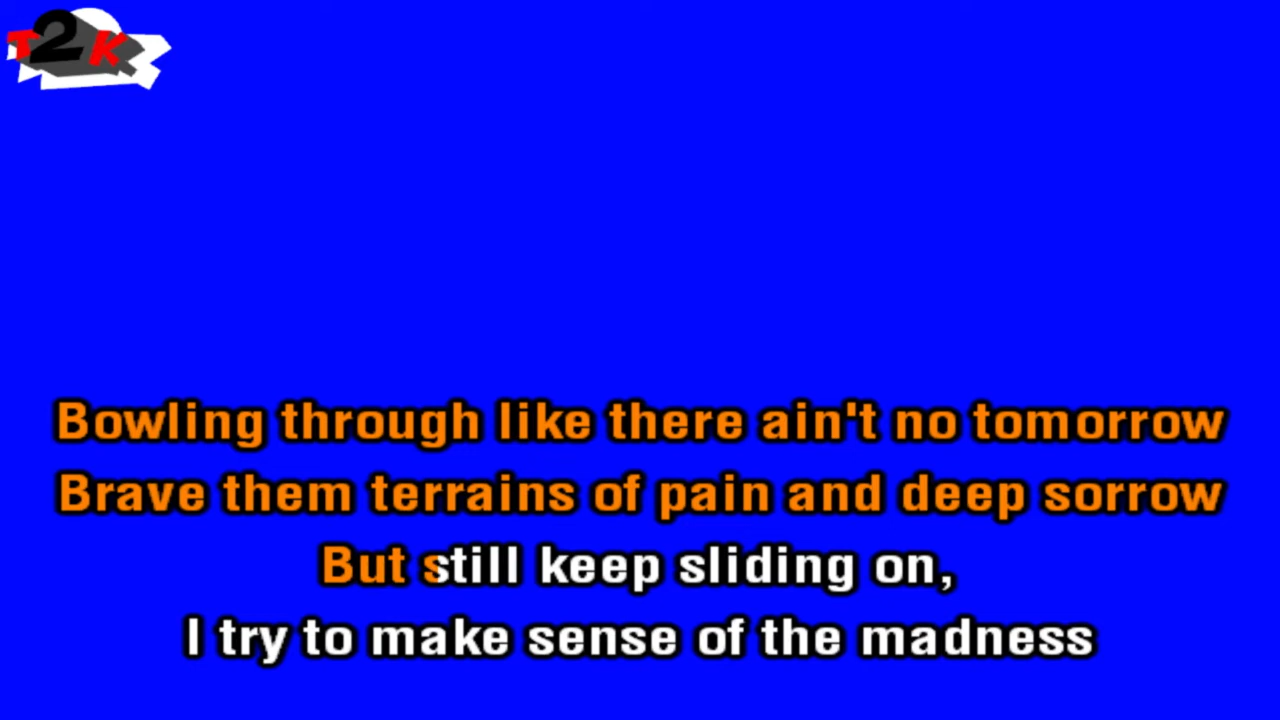 T2K
Bowling through like there ain't no tomorrow
Brave them terrains of pain and deep sorrow
But still keep sliding on,
I try to make sense of the madness